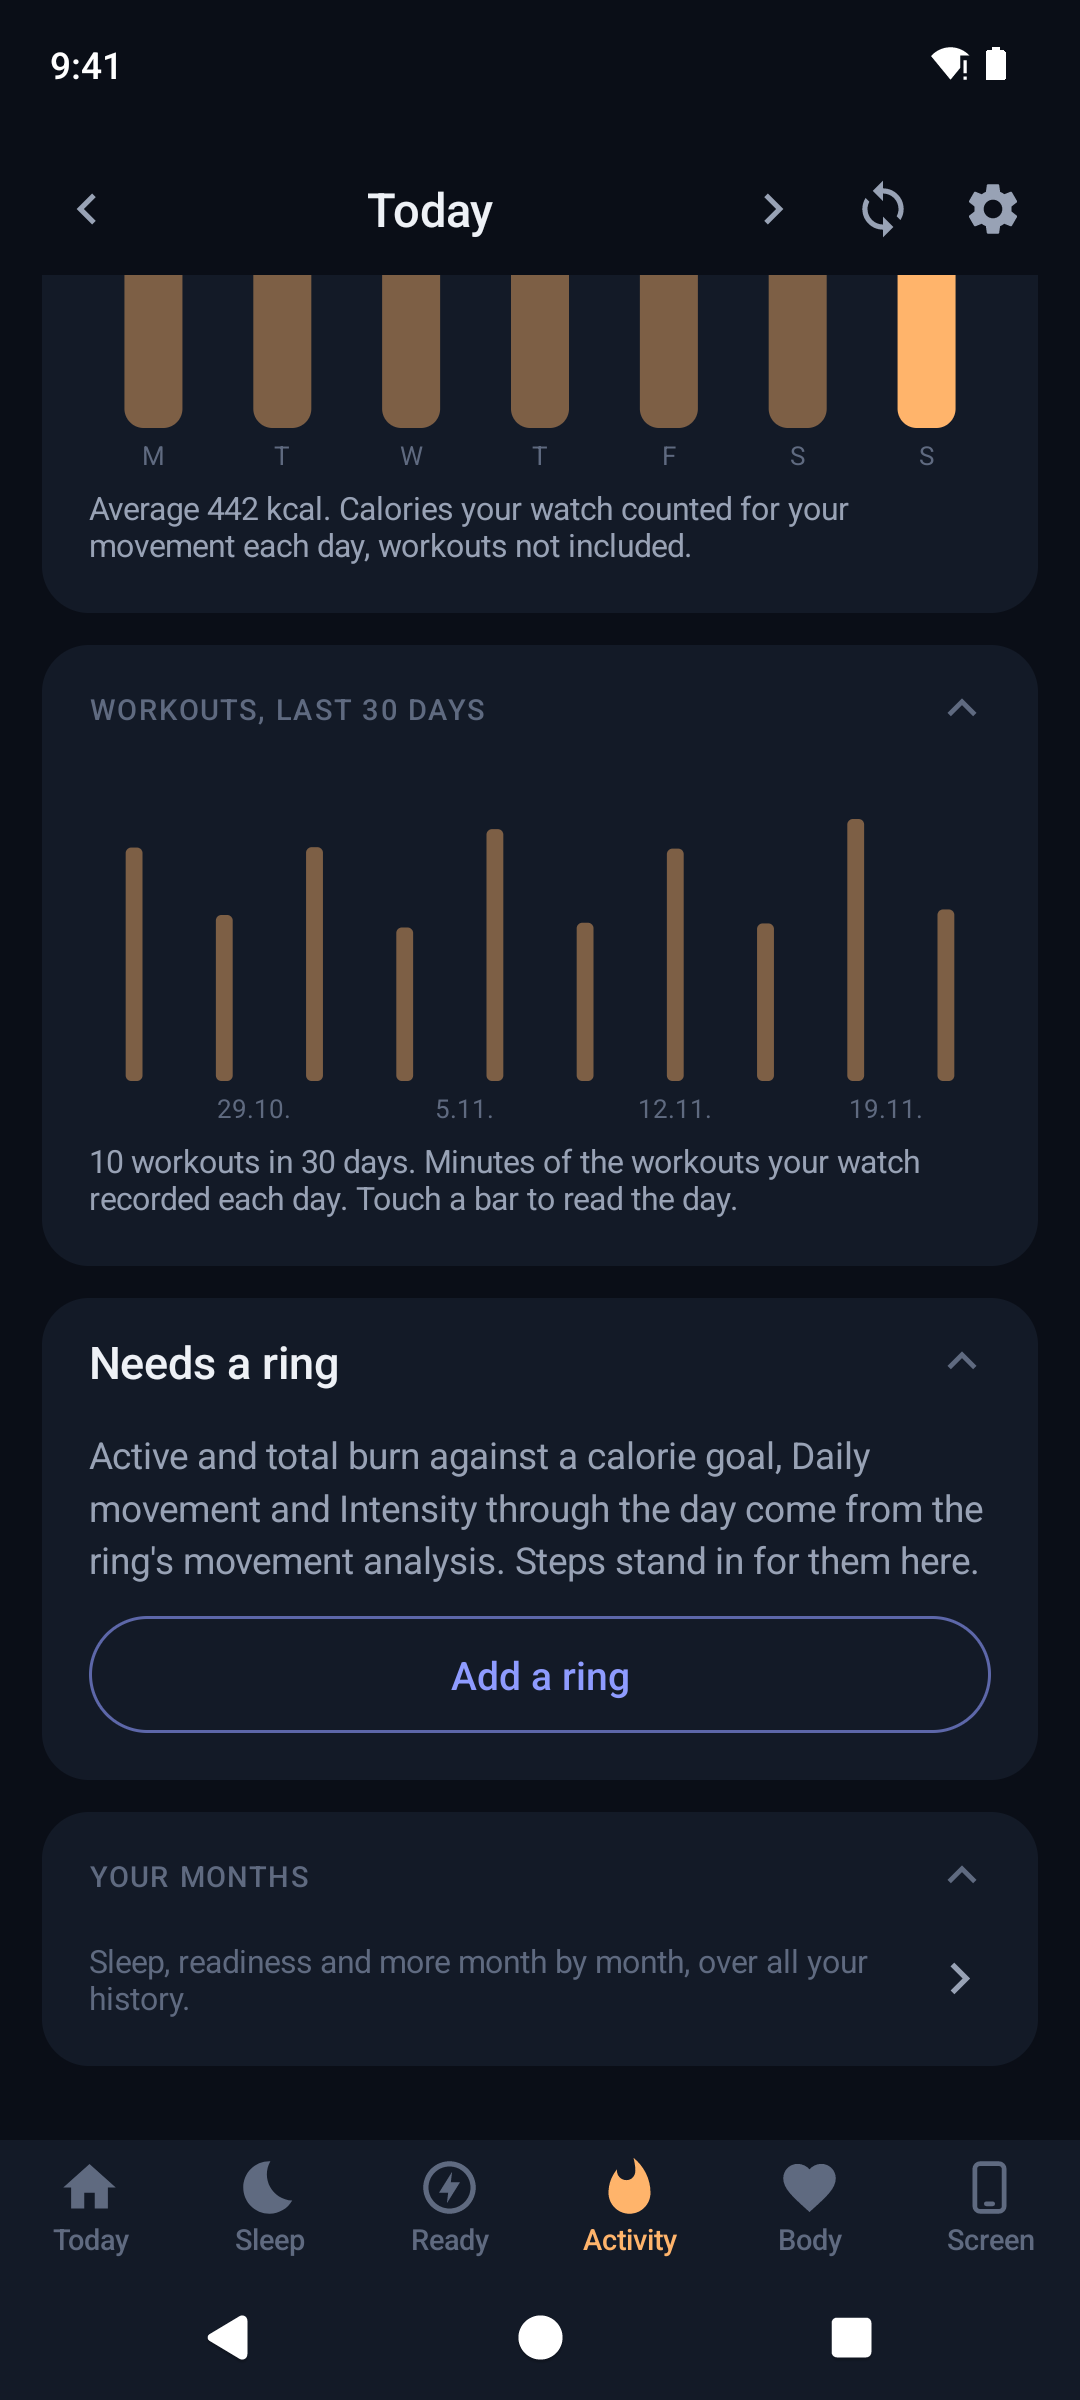 9:41
Today
M T W T F S S
Average 442 kcal. Calories your watch counted for your
movement each day, workouts not included.
WORKOUTS, LAST 30 DAYS
29.10. 5.11. 12.11. 19.11.
10 workouts in 30 days. Minutes of the workouts your watch
recorded each day. Touch a bar to read the day.
Needs a ring
Active and total burn against a calorie goal, Daily
movement and Intensity through the day come from the
ring's movement analysis. Steps stand in for them here.
Add a ring
YOUR MONTHS
Sleep, readiness and more month by month, over all your
history.
Today Sleep Ready Activity Body Screen